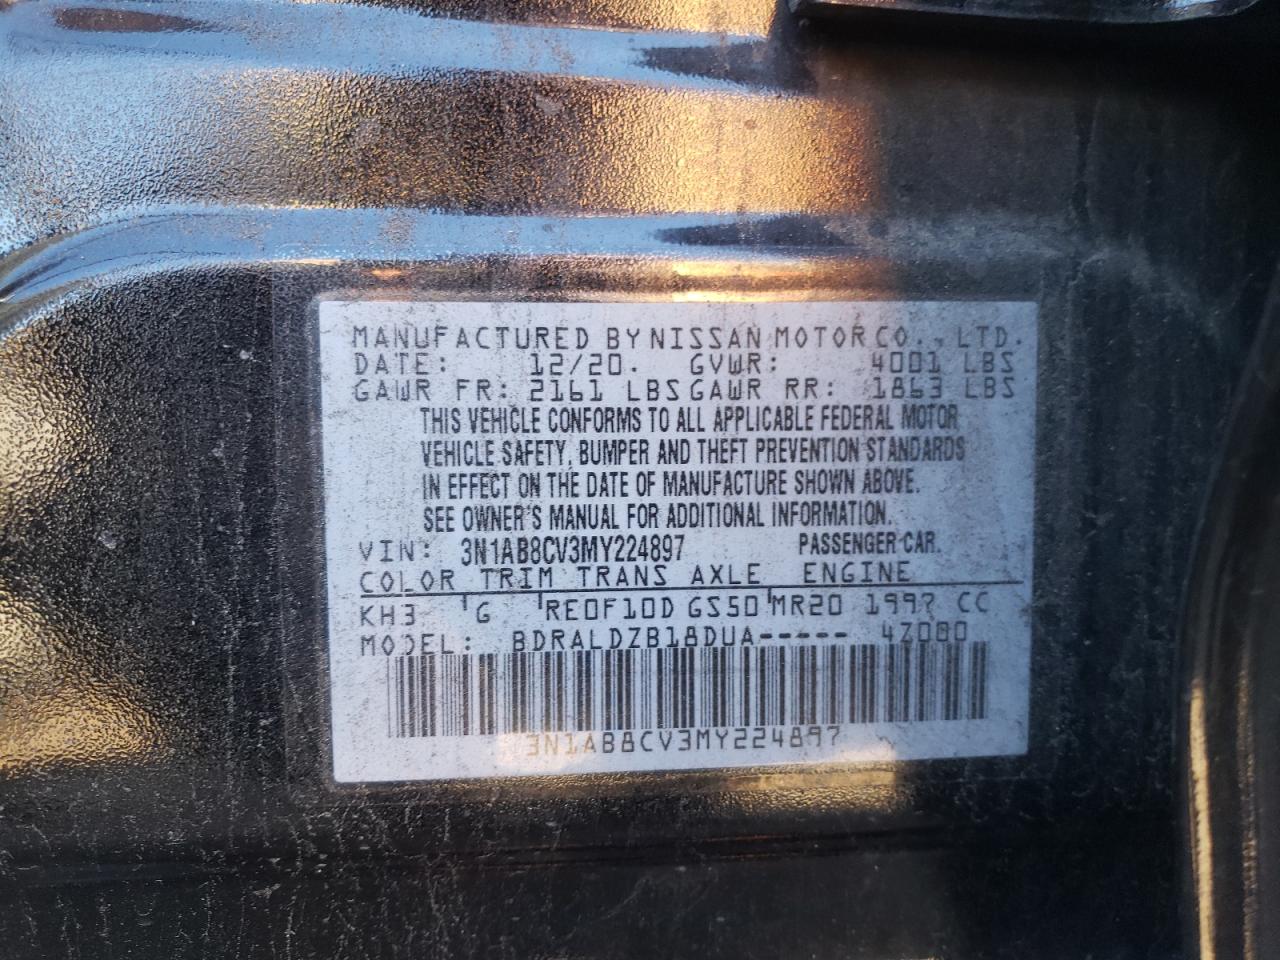 MANUFACTURED BY NISSAN MOTOR CO., LTD.
DATE: 12/20. GVWR: 4001 LBS
GAWR FR: 2161 LBS GAWR RR: 1863 LBS
THIS VEHICLE CONFORMS TO ALL APPLICABLE FEDERAL MOTOR
VEHICLE SAFETY, BUMPER AND THEFT PREVENTION STANDARDS
IN EFFECT ON THE DATE OF MANUFACTURE SHOWN ABOVE.
SEE OWNER'S MANUAL FOR ADDITIONAL INFORMATION.
VIN: 3N1AB8CV3MY224897 PASSENGER CAR.
COLOR TRIM TRANS AXLE ENGINE
KH3 G RE0F10D GS50 MR20 1997 CC
MODEL: BDRALDZB18DUA----- 4Z000
3N1AB8CV3MY224897